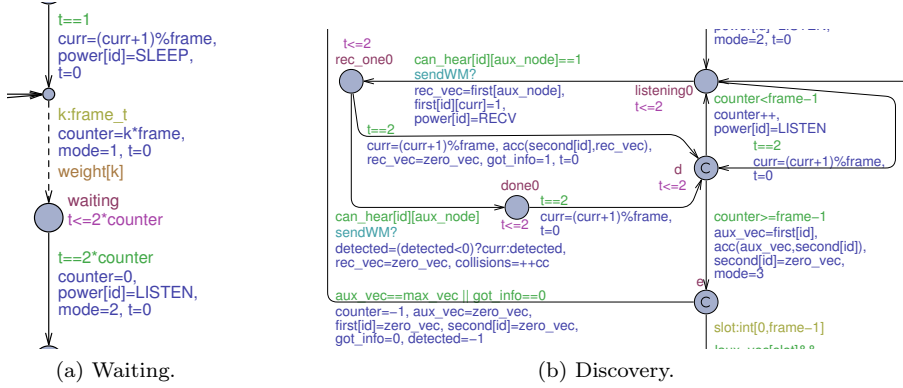 t==1
curr=(curr+1)%frame,
power[id]=SLEEP,
t=0
k:frame_t
counter=k*frame,
mode=1, t=0
weight[k]
waiting
t<=2*counter
t==2*counter
counter=0,
power[id]=LISTEN,
mode=2, t=0
(a) Waiting.
t<=2
rec_one0
can_hear[id][aux_node]==1
sendWM?
rec_vec=first[aux_node],
first[id][curr]=1,
power[id]=RECV
mode=2, t=0
listening0
t<=2
counter<frame-1
counter++,
power[id]=LISTEN
t==2
curr=(curr+1)%frame,
t=0
t==2
curr=(curr+1)%frame, acc(second[id],rec_vec),
rec_vec=zero_vec, got_info=1, t=0
d
C
t<=2
done0
t<=2
t==2
curr=(curr+1)%frame,
t=0
can_hear[id][aux_node]
sendWM?
detected=(detected<0)?curr:detected,
rec_vec=zero_vec, collisions=++cc
counter>=frame-1
aux_vec=first[id],
acc(aux_vec,second[id]),
second[id]=zero_vec,
mode=3
e
C
aux_vec==max_vec || got_info==0
counter=-1, aux_vec=zero_vec,
first[id]=zero_vec, second[id]=zero_vec,
got_info=0, detected=-1
slot:int[0,frame-1]
(b) Discovery.